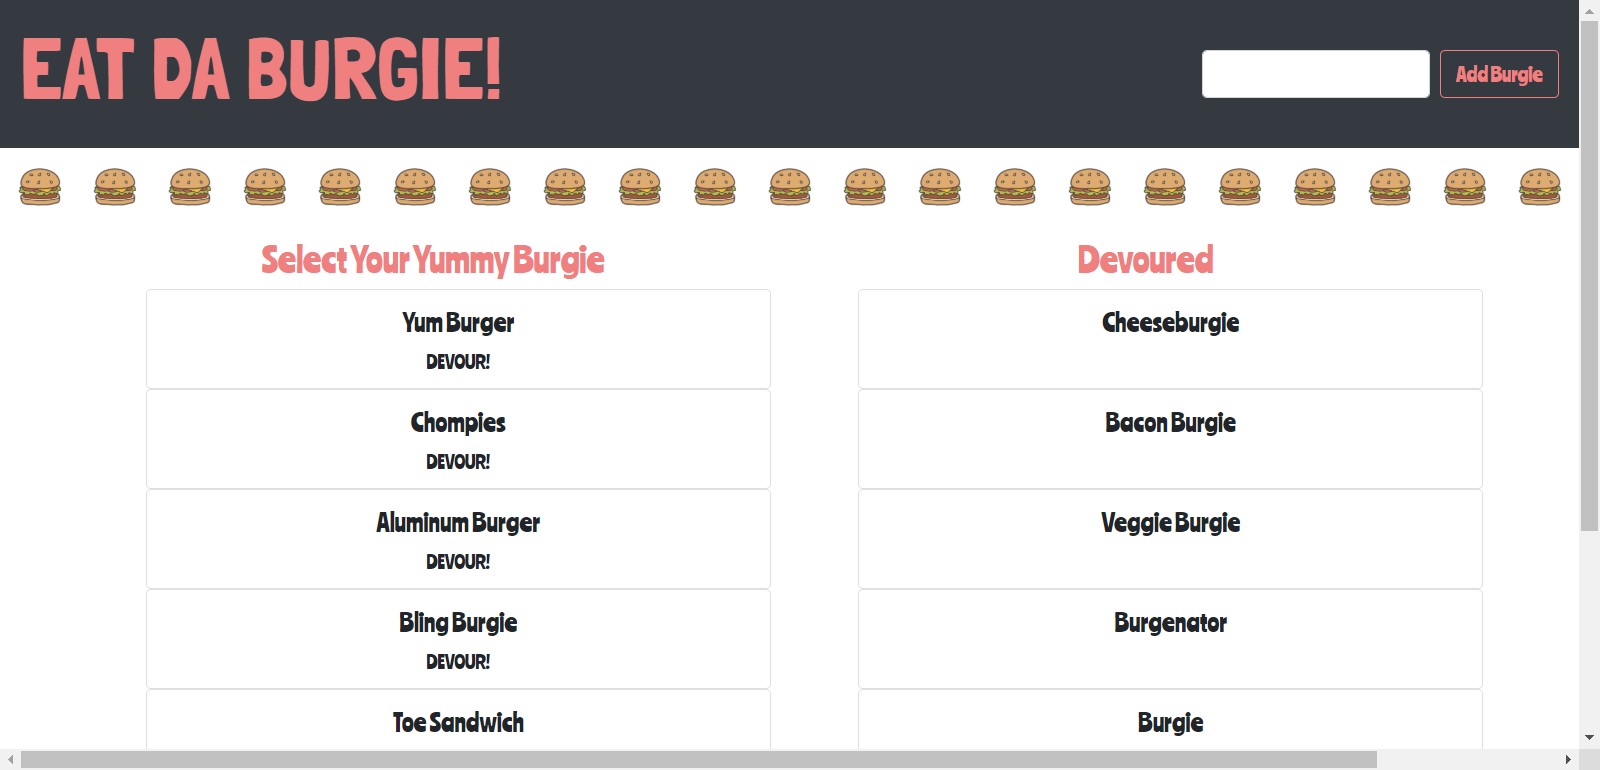 EAT DA BURGIE!
Add Burgie
Select Your Yummy Burgie
Yum Burger
DEVOUR!
Chompies
DEVOUR!
Aluminum Burger
DEVOUR!
Bling Burgie
DEVOUR!
Toe Sandwich
Devoured
Cheeseburgie
Bacon Burgie
Veggie Burgie
Burgenator
Burgie